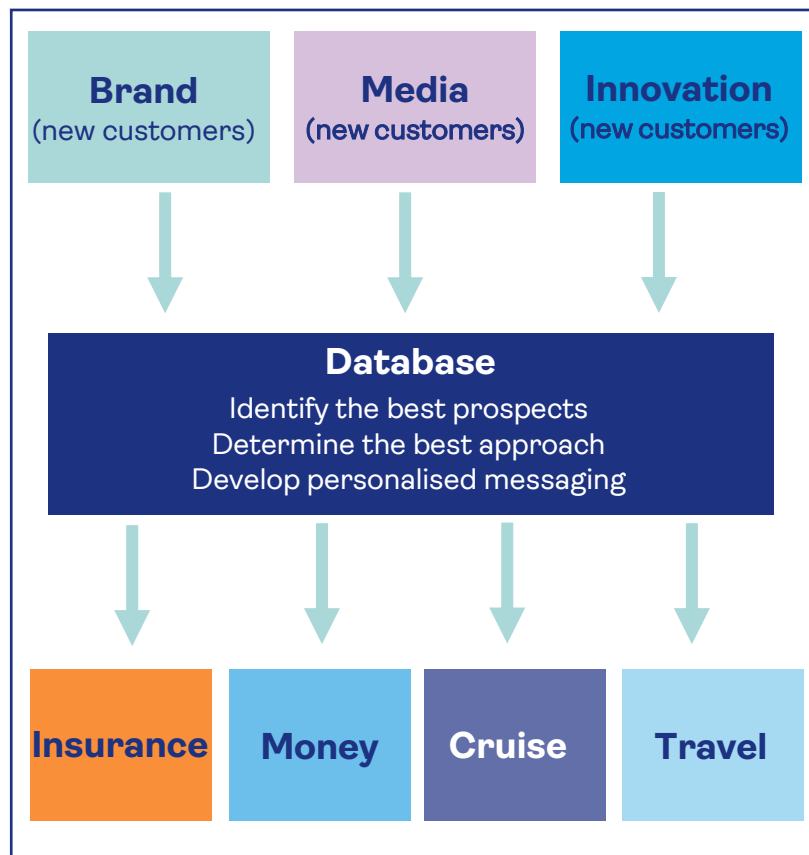 Brand
(new customers)
Media
(new customers)
Innovation
(new customers)
Database
Identify the best prospects
Determine the best approach
Develop personalised messaging
Insurance
Money
Cruise
Travel